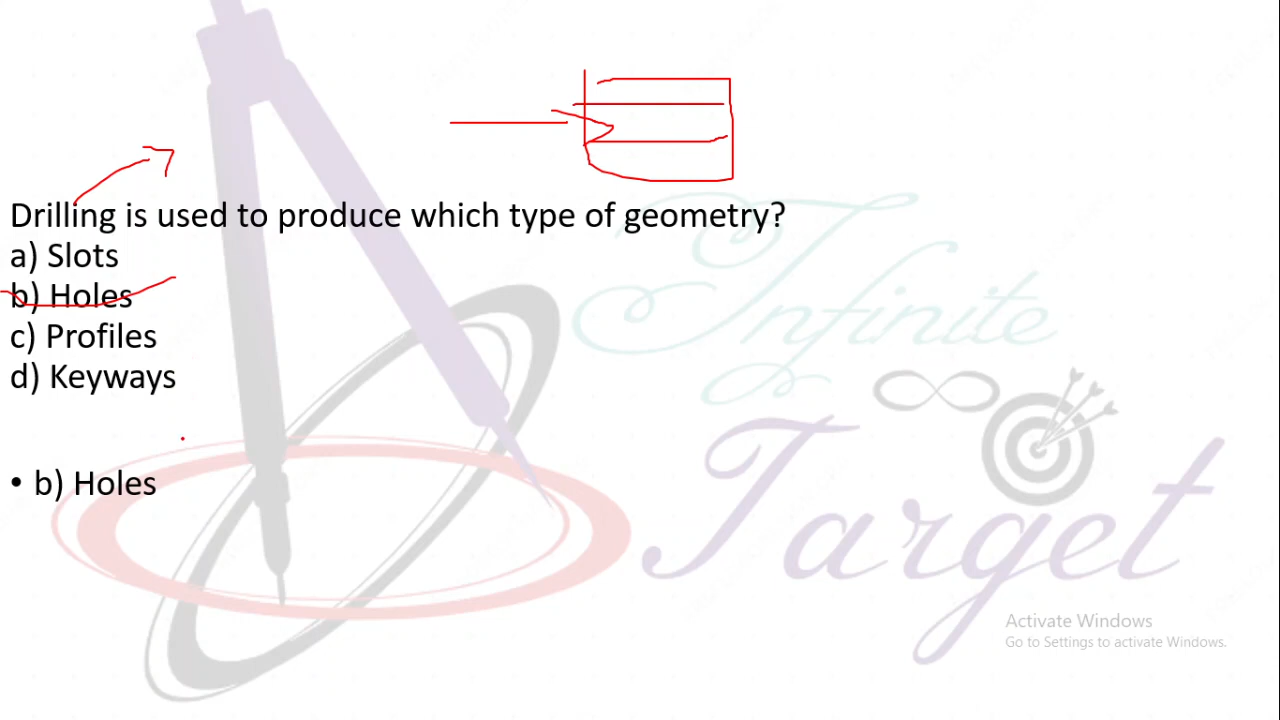 Drilling is used to produce which type of geometry?
a) Slots
b) Holes
c) Profiles
d) Keyways
• b) Holes
Infinite
Target
Activate Windows
Go to Settings to activate Windows.